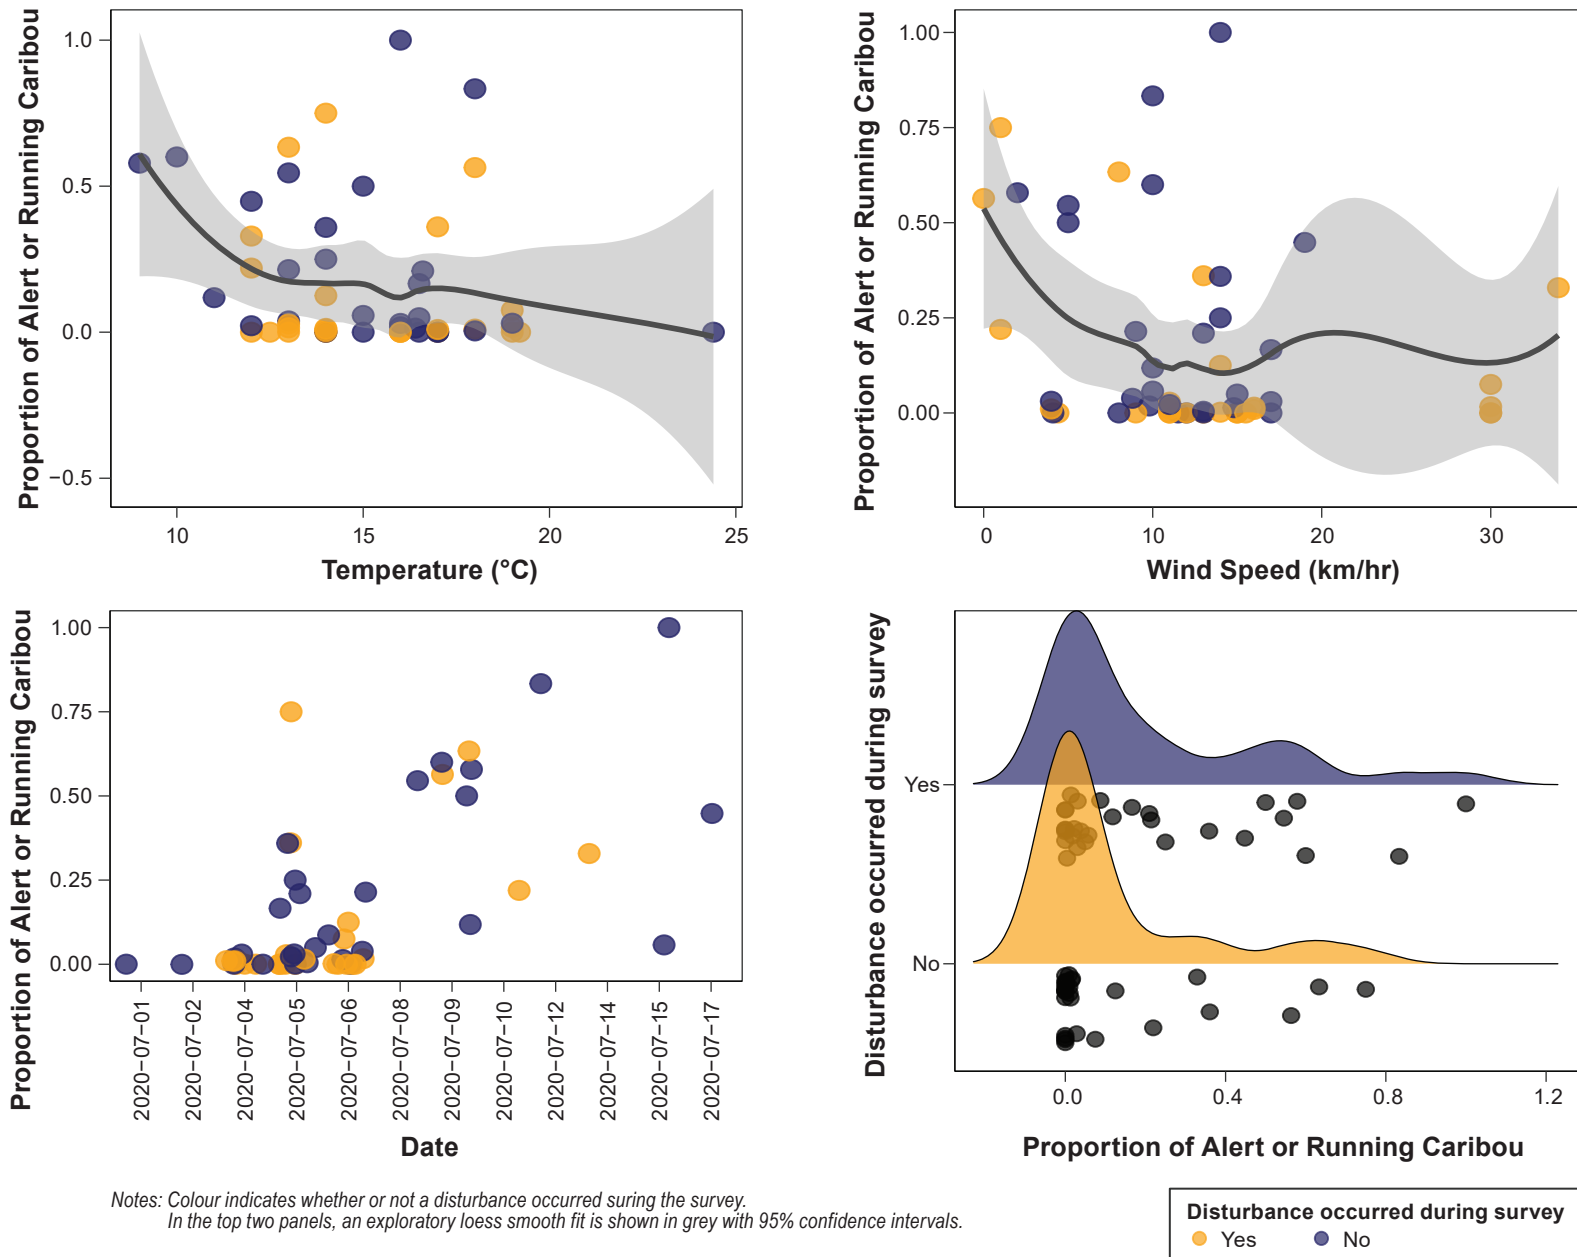 Proportion of Alert or Running Caribou
1.0
0.5
0.0
−0.5
10
15
20
25
Temperature (°C)
Proportion of Alert or Running Caribou
1.00
0.75
0.50
0.25
0.00
0
10
20
30
Wind Speed (km/hr)
Proportion of Alert or Running Caribou
1.00
0.75
0.50
0.25
0.00
2020−07−01
2020−07−02
2020−07−04
2020−07−05
2020−07−06
2020−07−08
2020−07−09
2020−07−10
2020−07−12
2020−07−14
2020−07−15
2020−07−17
Date
Disturbance occurred during survey
Yes
No
0.0
0.4
0.8
1.2
Proportion of Alert or Running Caribou
Notes: Colour indicates whether or not a disturbance occurred suring the survey.
In the top two panels, an exploratory loess smooth fit is shown in grey with 95% confidence intervals.
Disturbance occurred during survey
Yes No